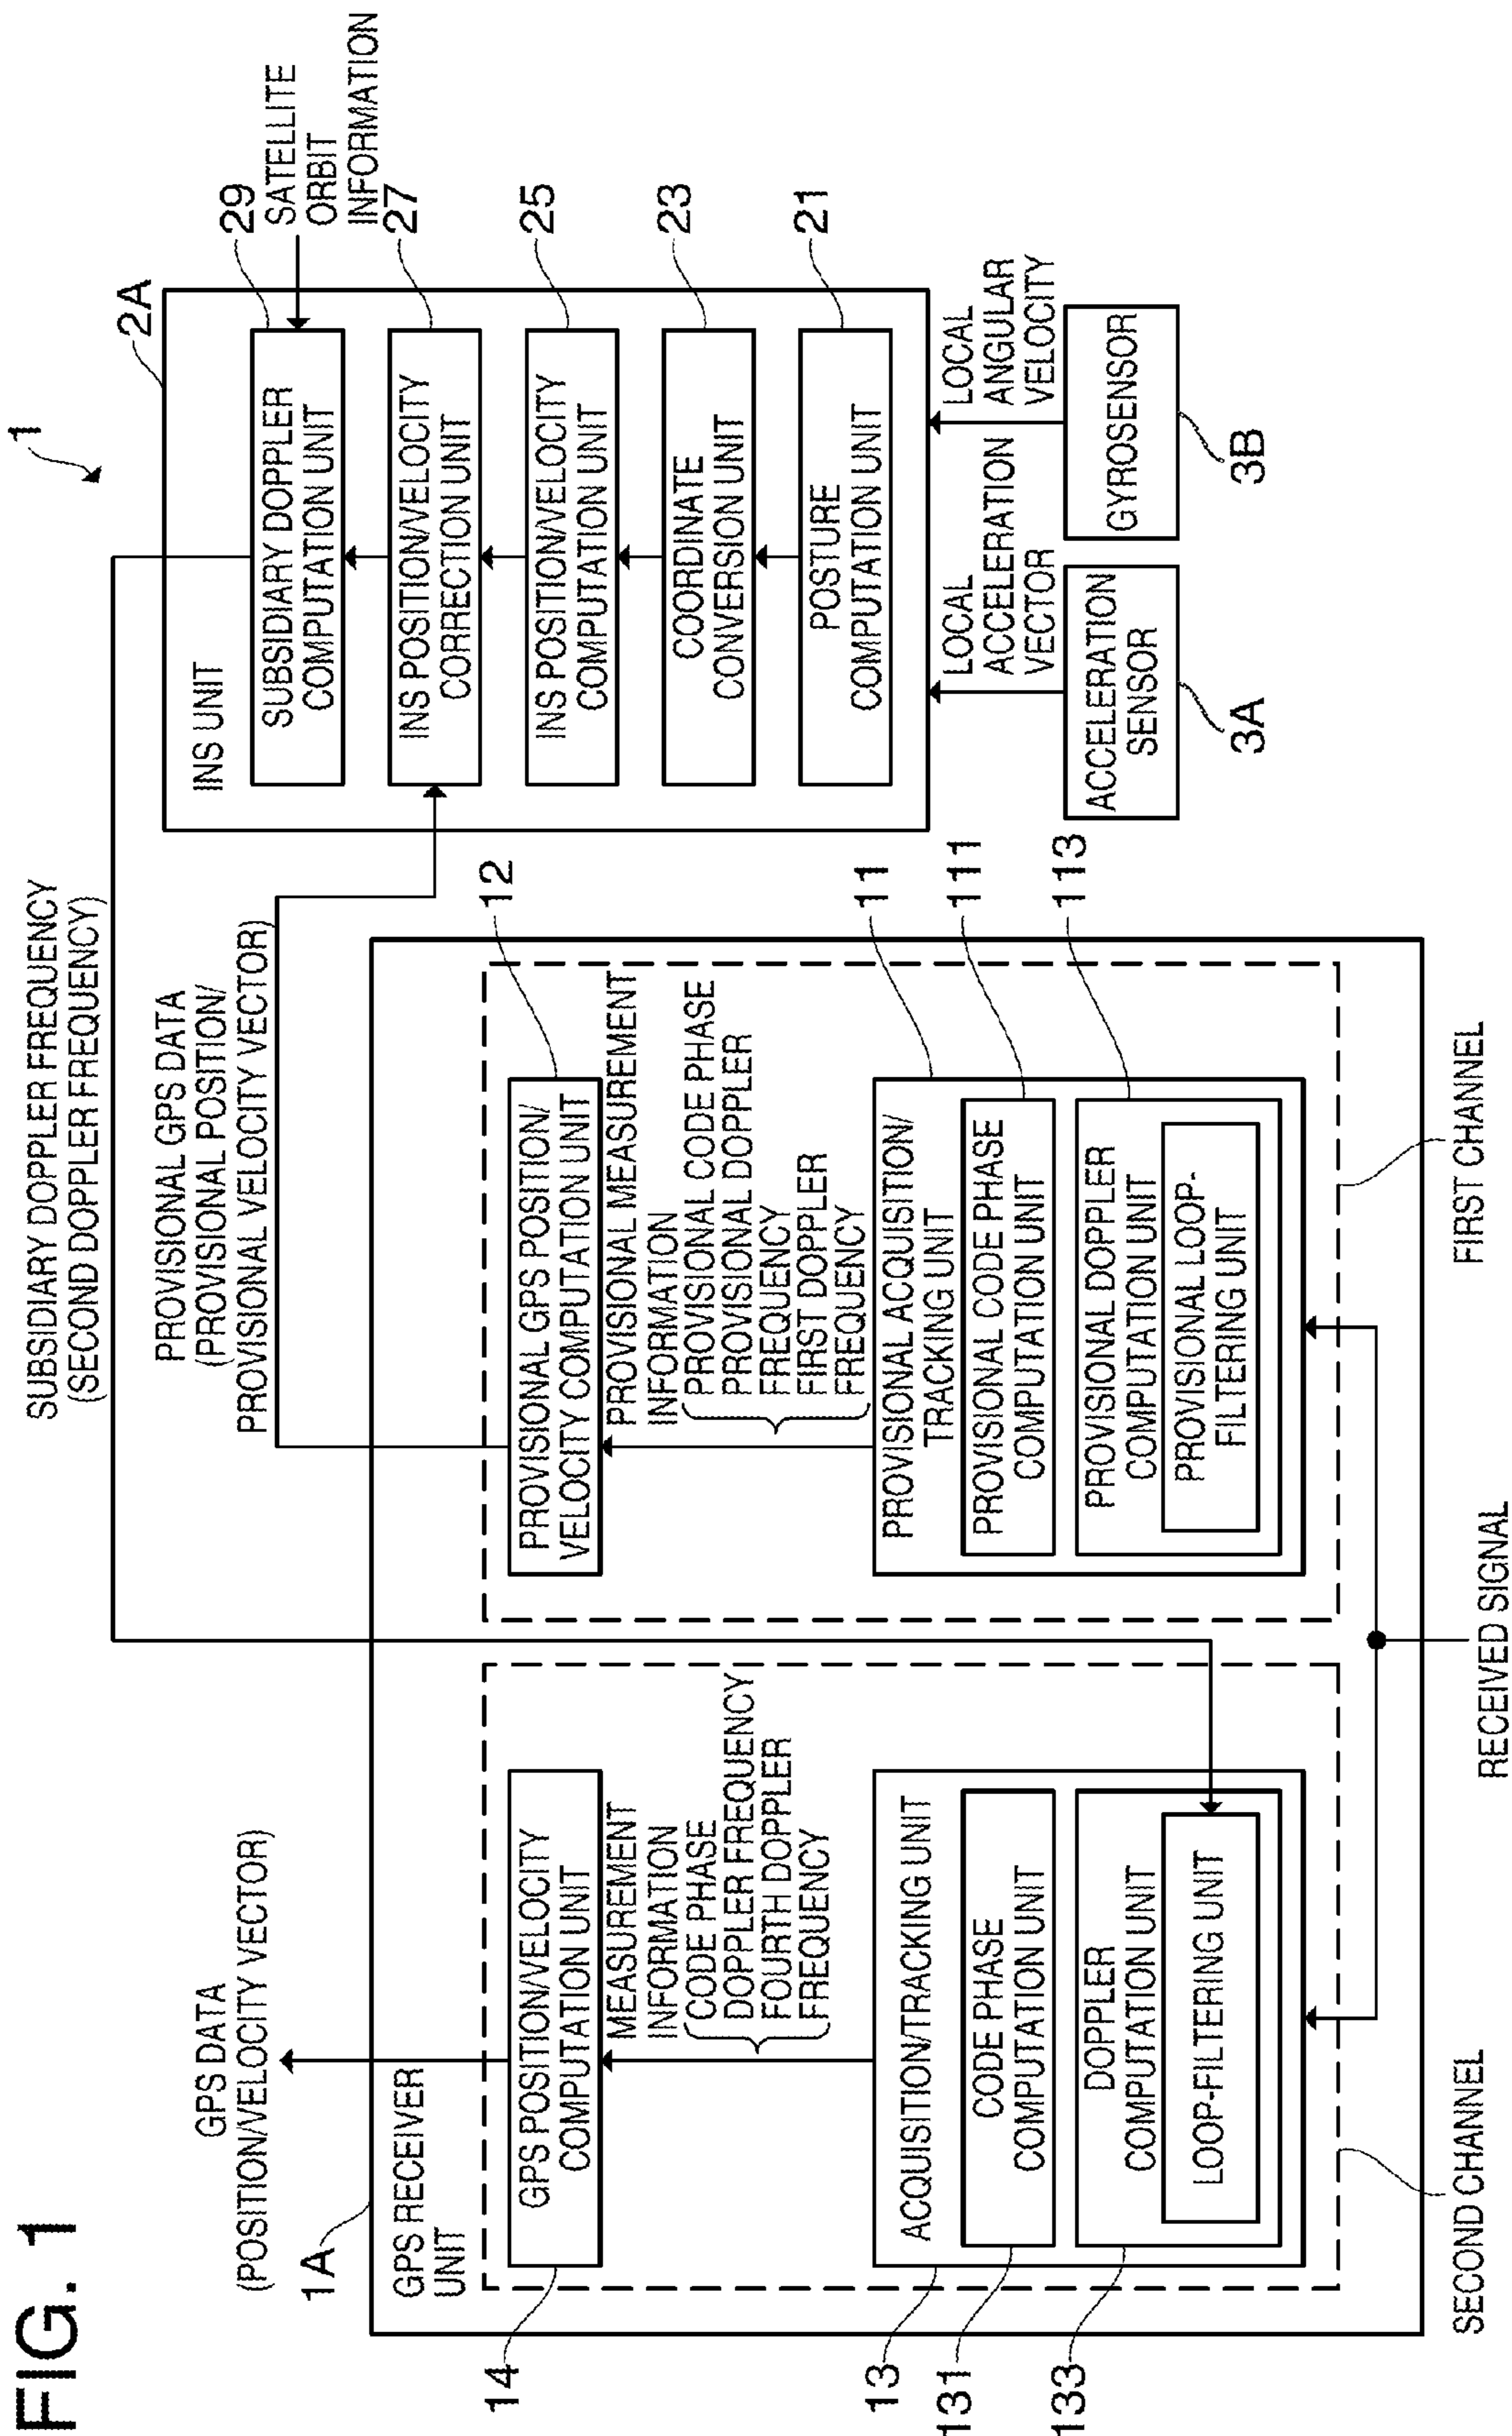 FIG. 1
1
SUBSIDIARY DOPPLER FREQUENCY
(SECOND DOPPLER FREQUENCY)
PROVISIONAL GPS DATA
(PROVISIONAL POSITION/
PROVISIONAL VELOCITY VECTOR)
GPS DATA
(POSITION/VELOCITY VECTOR)
1A
GPS RECEIVER
UNIT
14
GPS POSITION/VELOCITY
COMPUTATION UNIT
MEASUREMENT
INFORMATION
CODE PHASE
DOPPLER FREQUENCY
FOURTH DOPPLER
FREQUENCY
13
ACQUISITION/TRACKING UNIT
131
CODE PHASE
COMPUTATION UNIT
133
DOPPLER
COMPUTATION UNIT
LOOP-FILTERING UNIT
SECOND CHANNEL
RECEIVED SIGNAL
12
PROVISIONAL GPS POSITION/
VELOCITY COMPUTATION UNIT
PROVISIONAL MEASUREMENT
INFORMATION
PROVISIONAL CODE PHASE
PROVISIONAL DOPPLER
FREQUENCY
FIRST DOPPLER
FREQUENCY
11
PROVISIONAL ACQUISITION/
TRACKING UNIT
111
PROVISIONAL CODE PHASE
COMPUTATION UNIT
113
PROVISIONAL DOPPLER
COMPUTATION UNIT
PROVISIONAL LOOP-
FILTERING UNIT
FIRST CHANNEL
2A
INS UNIT
29
SUBSIDIARY DOPPLER
COMPUTATION UNIT
SATELLITE
ORBIT
INFORMATION
27
INS POSITION/VELOCITY
CORRECTION UNIT
25
INS POSITION/VELOCITY
COMPUTATION UNIT
23
COORDINATE
CONVERSION UNIT
21
POSTURE
COMPUTATION UNIT
LOCAL
ACCELERATION
VECTOR
LOCAL
ANGULAR
VELOCITY
ACCELERATION
SENSOR
3A
GYROSENSOR
3B